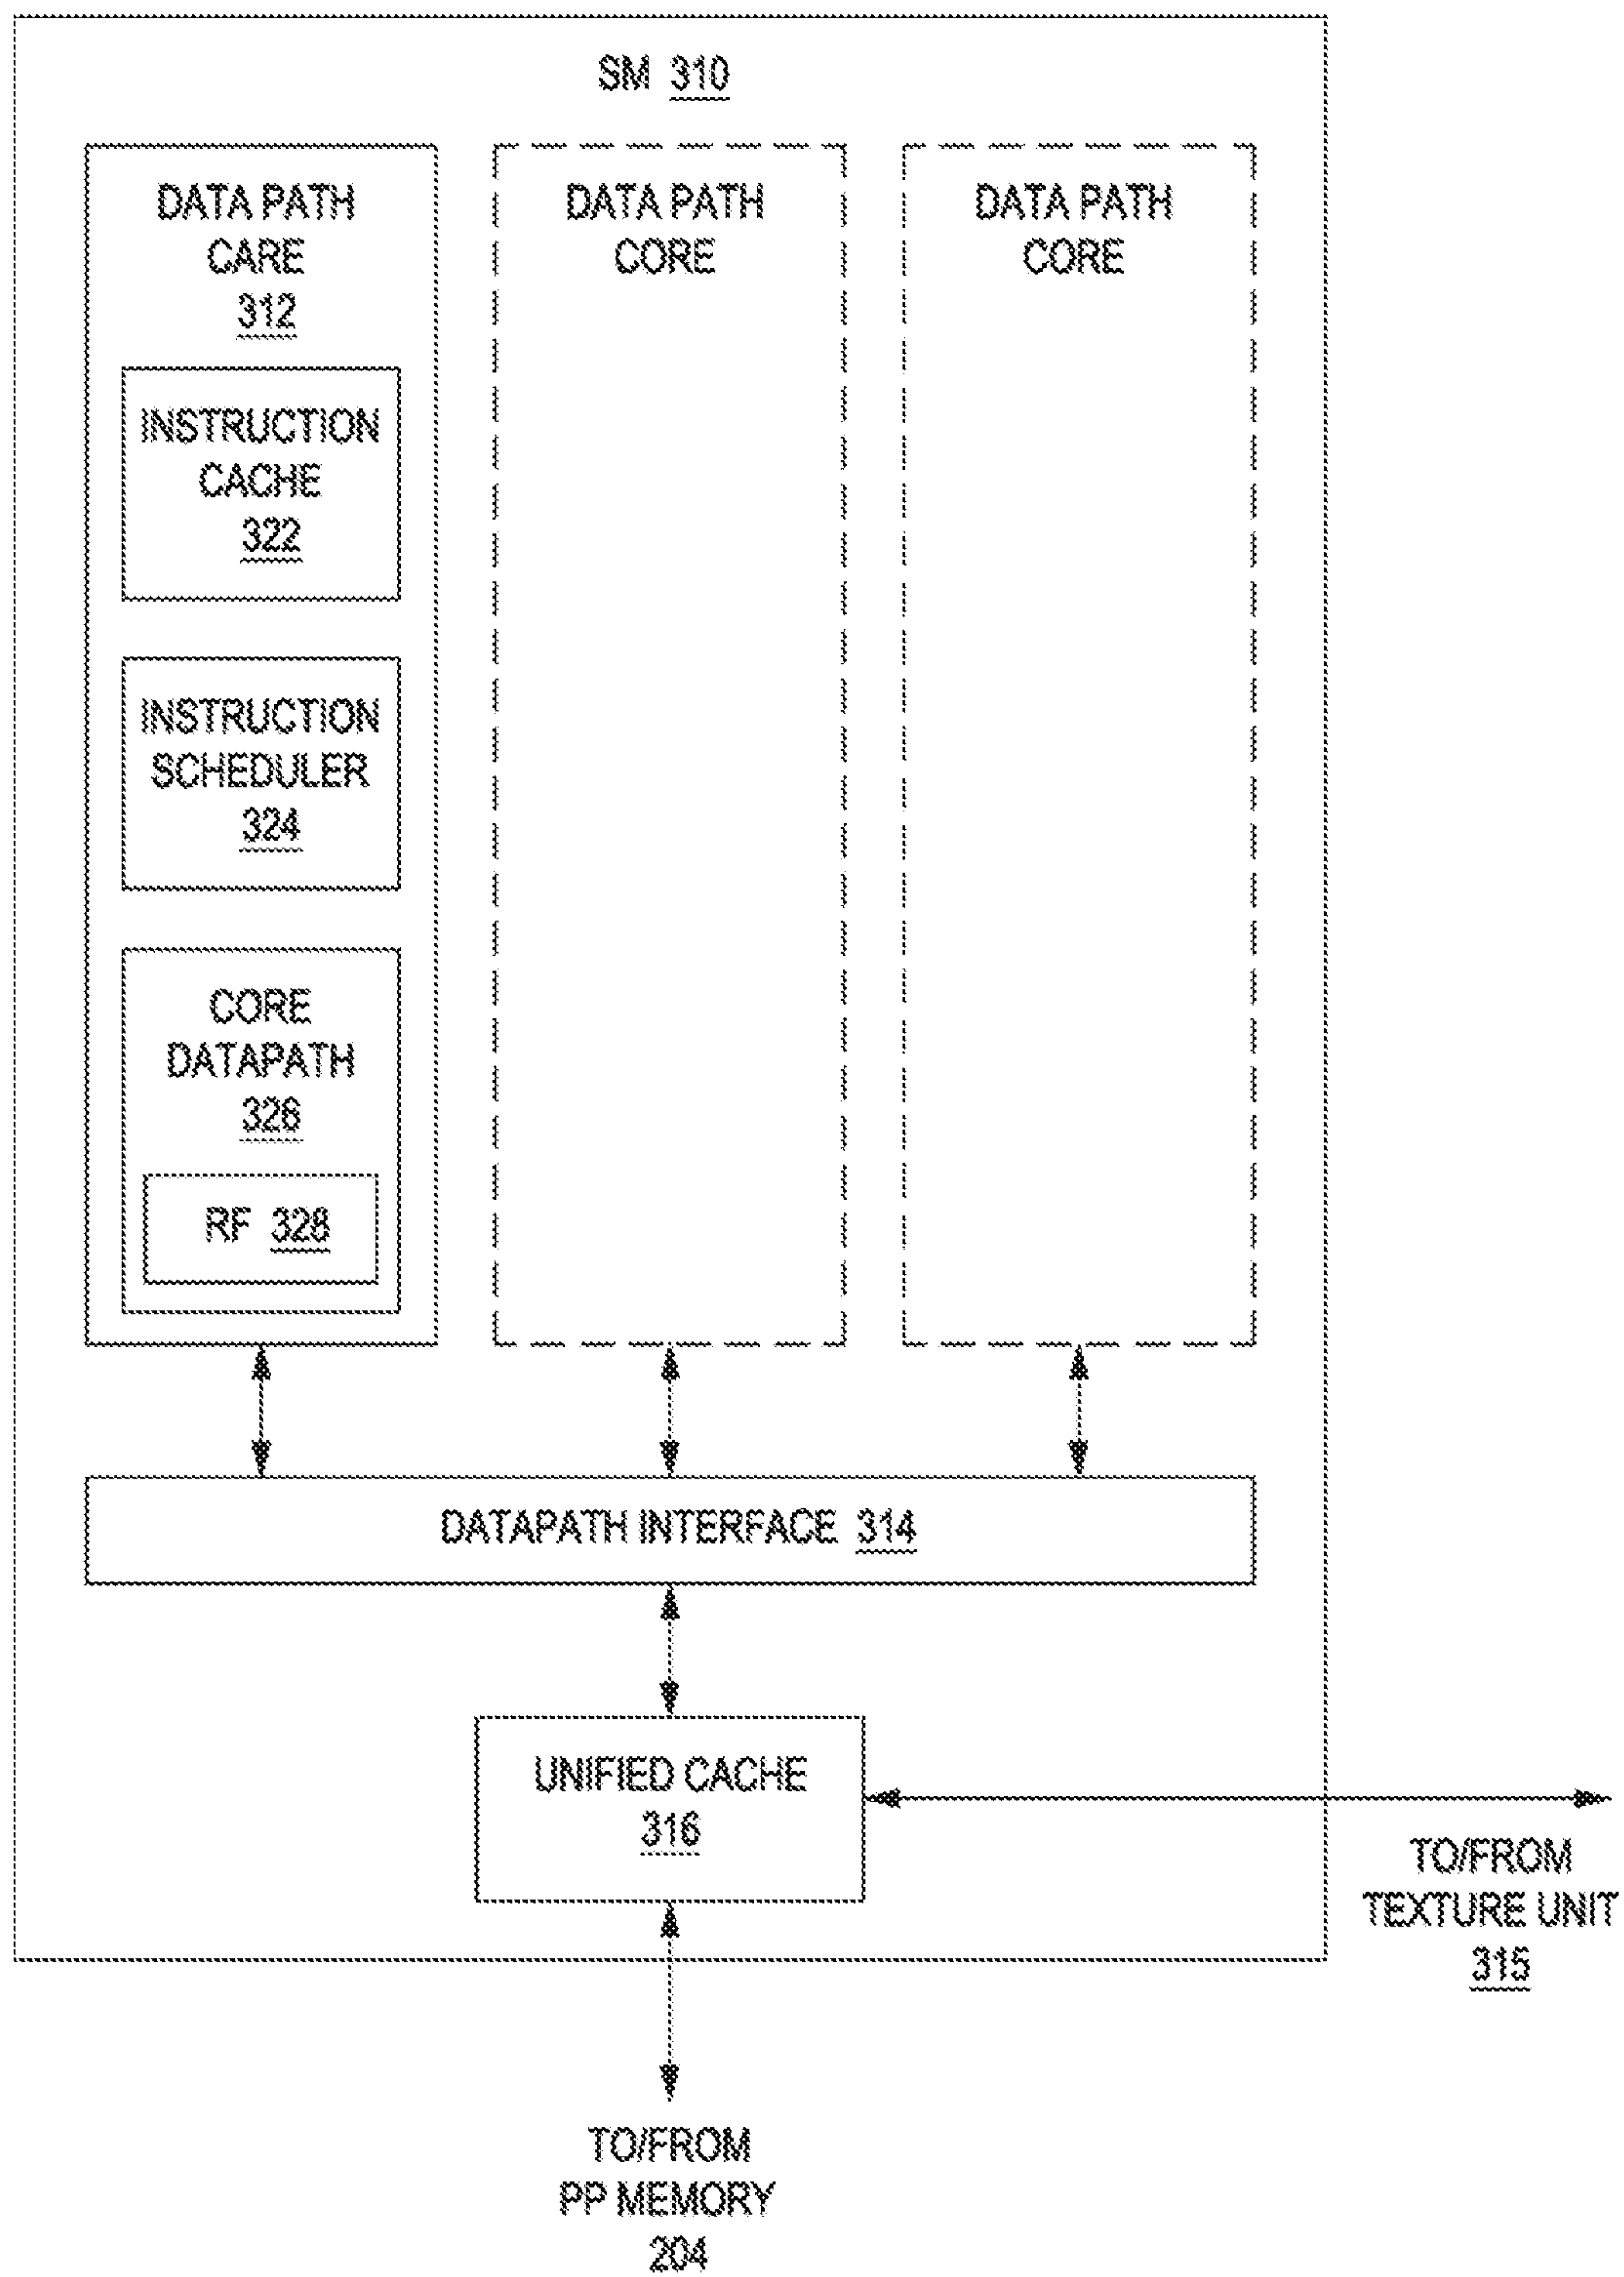 SM 310
DATA PATH
CARE
312
INSTRUCTION
CACHE
322
INSTRUCTION
SCHEDULER
324
CORE
DATAPATH
326
RF 328
DATA PATH
CORE
DATA PATH
CORE
DATAPATH INTERFACE 314
UNIFIED CACHE
316
TO/FROM
TEXTURE UNIT
315
TO/FROM
PP MEMORY
204